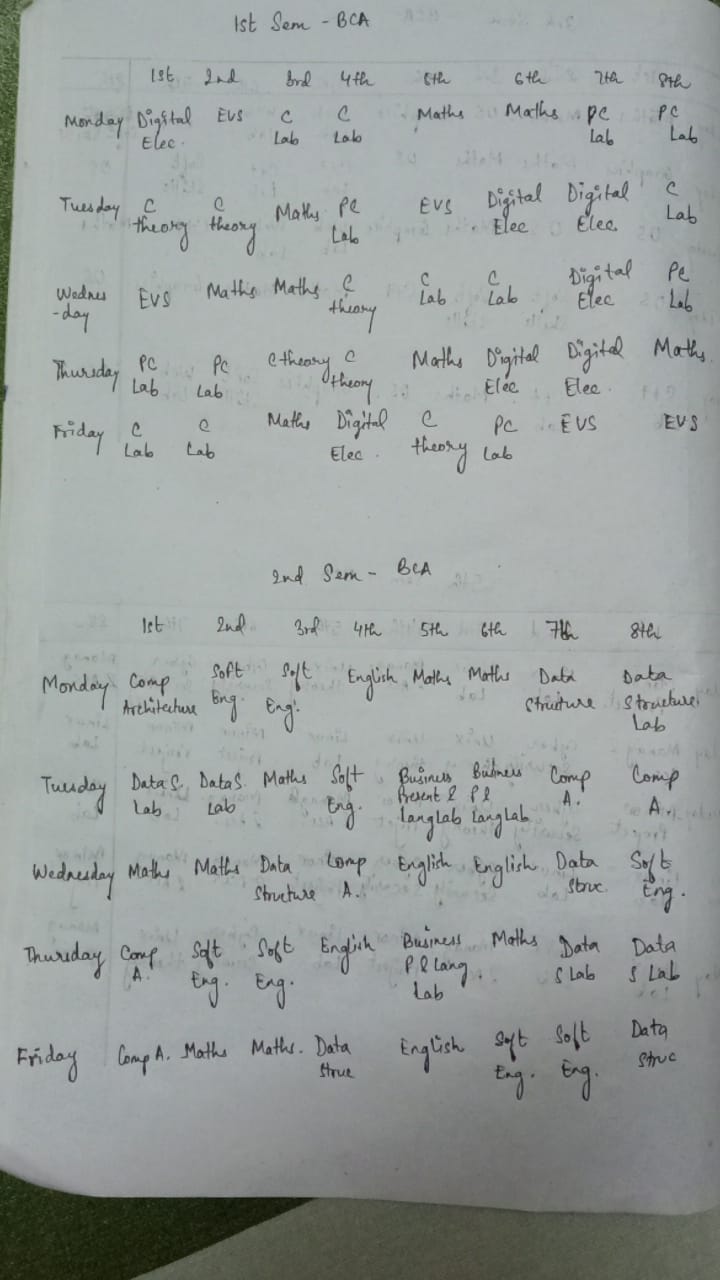 1st Sem - BCA
1st 2nd 3rd 4th 5th 6th 7th 8th
Monday Digital EVS C C Maths Maths PC PC
Elec. Lab Lab Lab Lab
Tuesday C C Maths PC EVS Digital Digital C
theory theory Lab Elec Elec. Lab
Wednes EVS Maths Maths C C C Digital PC
-day theory Lab Lab Elec Lab
Thursday PC PC C theory C Maths Digital Digital Maths
Lab Lab theory Elec Elec.
Friday C C Maths Digital C PC EVS EVS
Lab Lab Elec. theory Lab
2nd Sem - BCA
1st 2nd 3rd 4th 5th 6th 7th 8th
Monday Comp Soft Soft English Maths Maths Data Data
Architecture Eng. Eng. Structure Structure
Lab
Tuesday Data S. Data S. Maths Soft Business Business Comp Comp
Lab Lab Eng. Present & P & A. A.
Lang Lab Lang Lab
Wednesday Maths Maths Data Comp English English Data Soft
Structure A. Struc Eng.
Thursday Comp Soft Soft English Business Maths Data Data
A. Eng. Eng. P & Lang S Lab S Lab
Lab
Friday Comp A. Maths Maths. Data English Soft Soft Data
Struc Eng. Eng. Struc